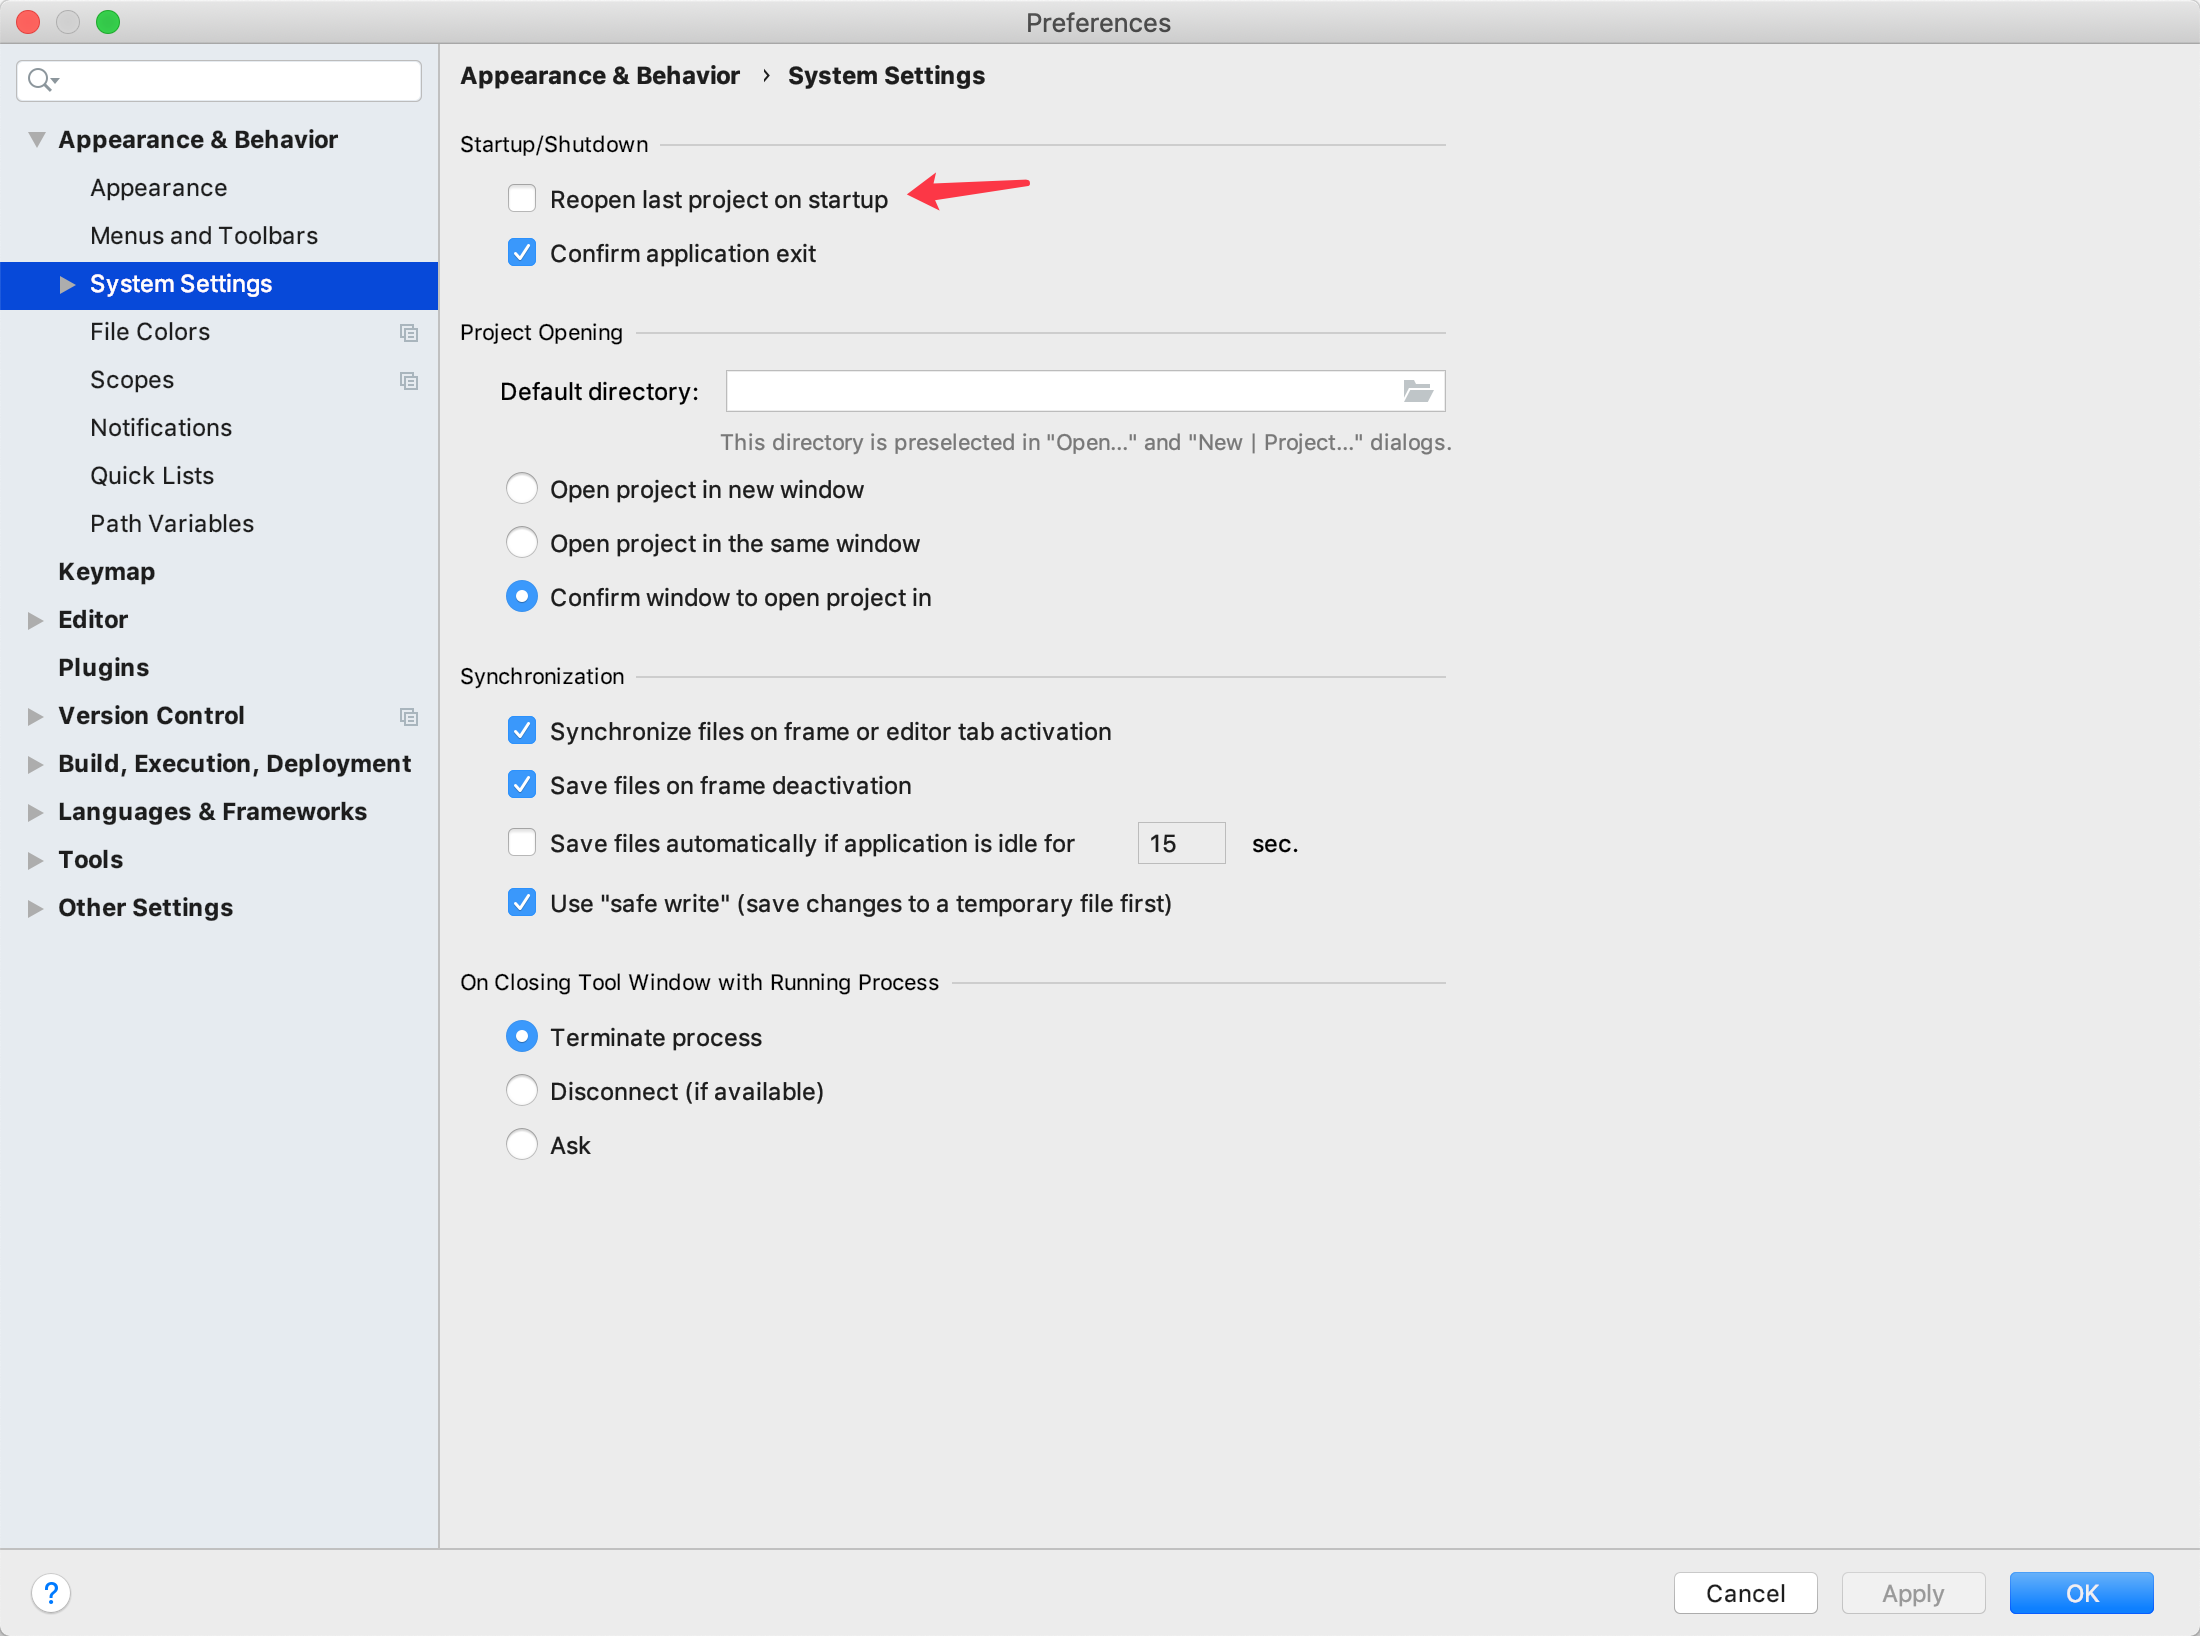 Preferences
Appearance & Behavior
Appearance
Menus and Toolbars
System Settings
File Colors
Scopes
Notifications
Quick Lists
Path Variables
Keymap
Editor
Plugins
Version Control
Build, Execution, Deployment
Languages & Frameworks
Tools
Other Settings
Appearance & Behavior › System Settings
Startup/Shutdown
Reopen last project on startup
Confirm application exit
Project Opening
Default directory:
This directory is preselected in "Open..." and "New | Project..." dialogs.
Open project in new window
Open project in the same window
Confirm window to open project in
Synchronization
Synchronize files on frame or editor tab activation
Save files on frame deactivation
Save files automatically if application is idle for 15 sec.
Use "safe write" (save changes to a temporary file first)
On Closing Tool Window with Running Process
Terminate process
Disconnect (if available)
Ask
?
Cancel
Apply
OK